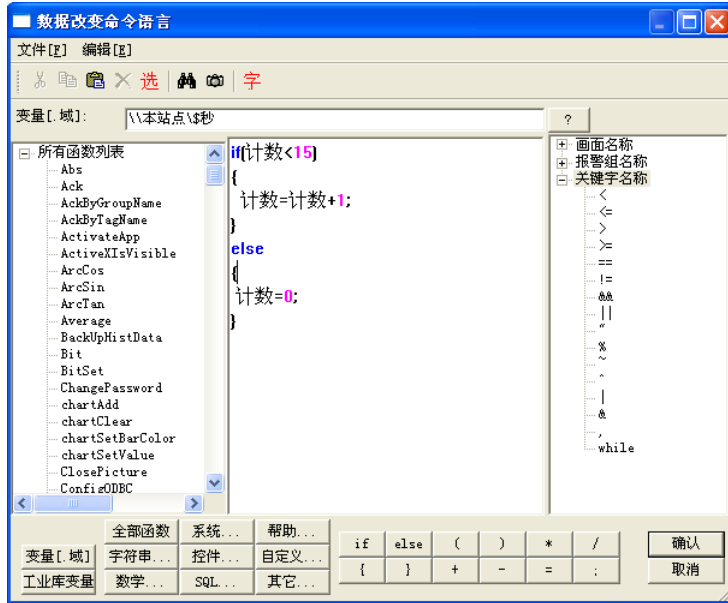 数据改变命令语言
文件[F] 编辑[E]
选 字
变量[.域]: \\本站点\$秒 ?
所有函数列表
Abs
Ack
AckByGroupName
AckByTagName
ActivateApp
ActiveXIsVisible
ArcCos
ArcSin
ArcTan
Average
BackUpHistData
Bit
BitSet
ChangePassword
chartAdd
chartClear
chartSetBarColor
chartSetValue
ClosePicture
ConfigODBC
if(计数<15)
{
计数=计数+1;
}
else
{
计数=0;
}
画面名称
报警组名称
关键字名称
<
<=
>
>=
==
!=
&&
||
"
%
~
^
|
&
,
while
全部函数 系统... 帮助...
变量[.域] 字符串... 控件... 自定义...
工业库变量 数学... SQL... 其它...
if else ( ) * /
{ } + - = ;
确认
取消